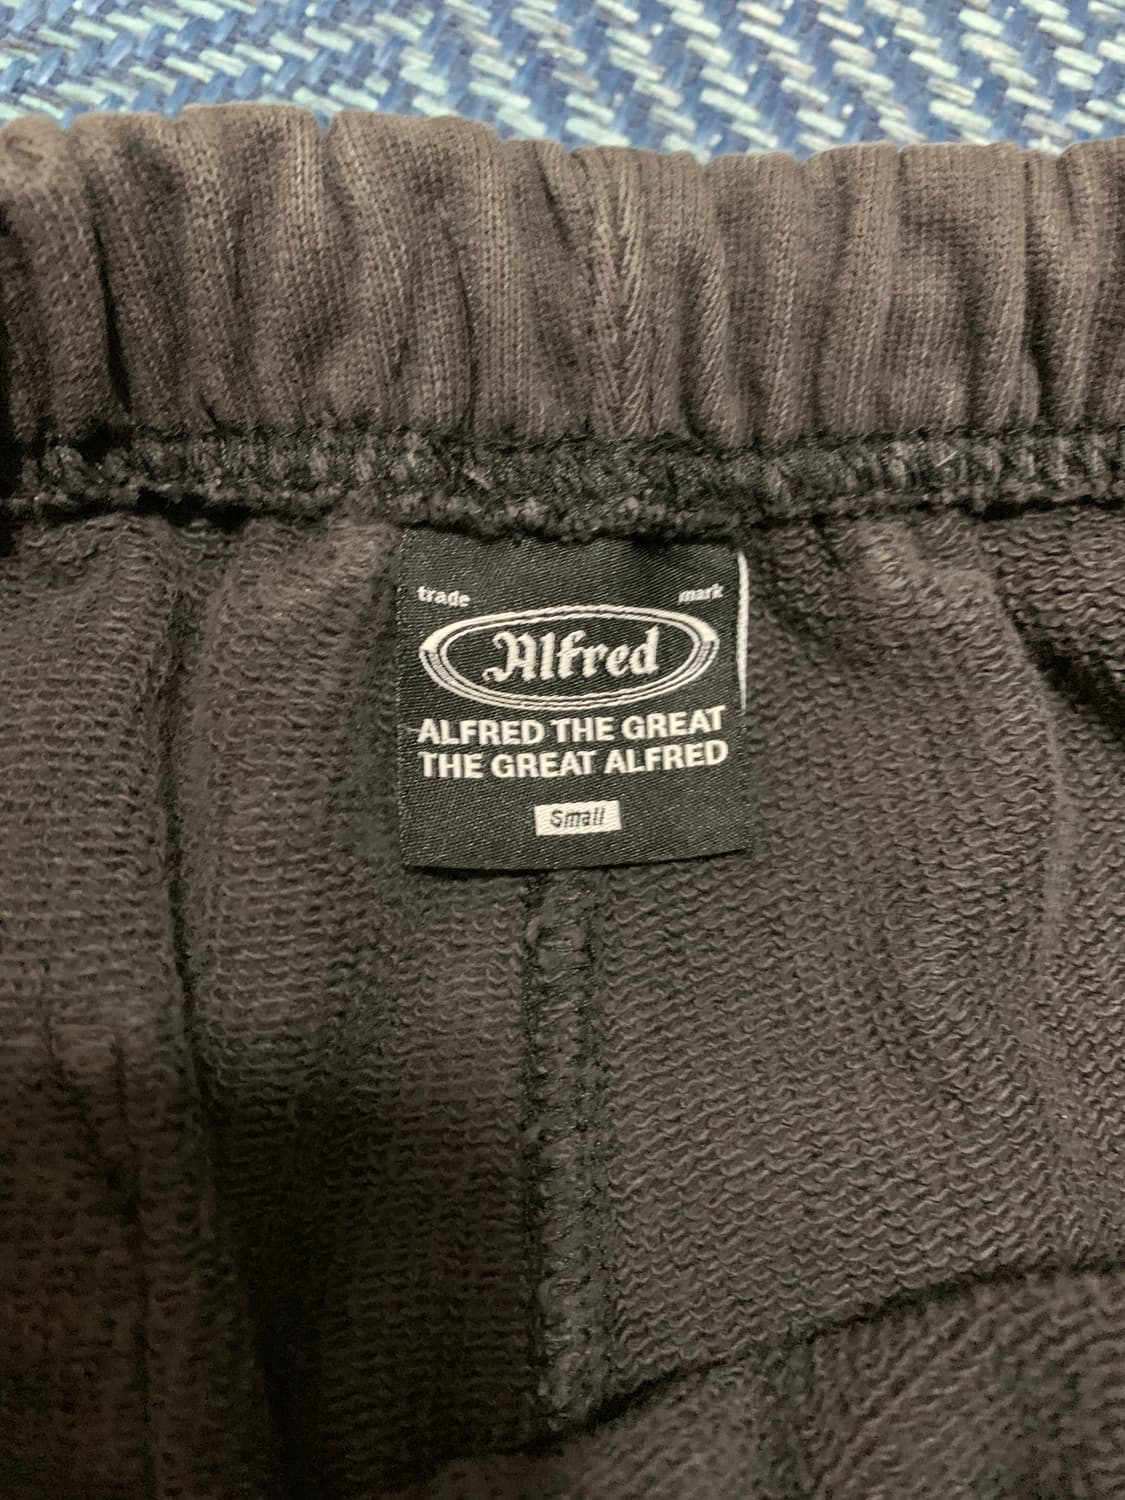 trade mark
Alfred
ALFRED THE GREAT
THE GREAT ALFRED
Small